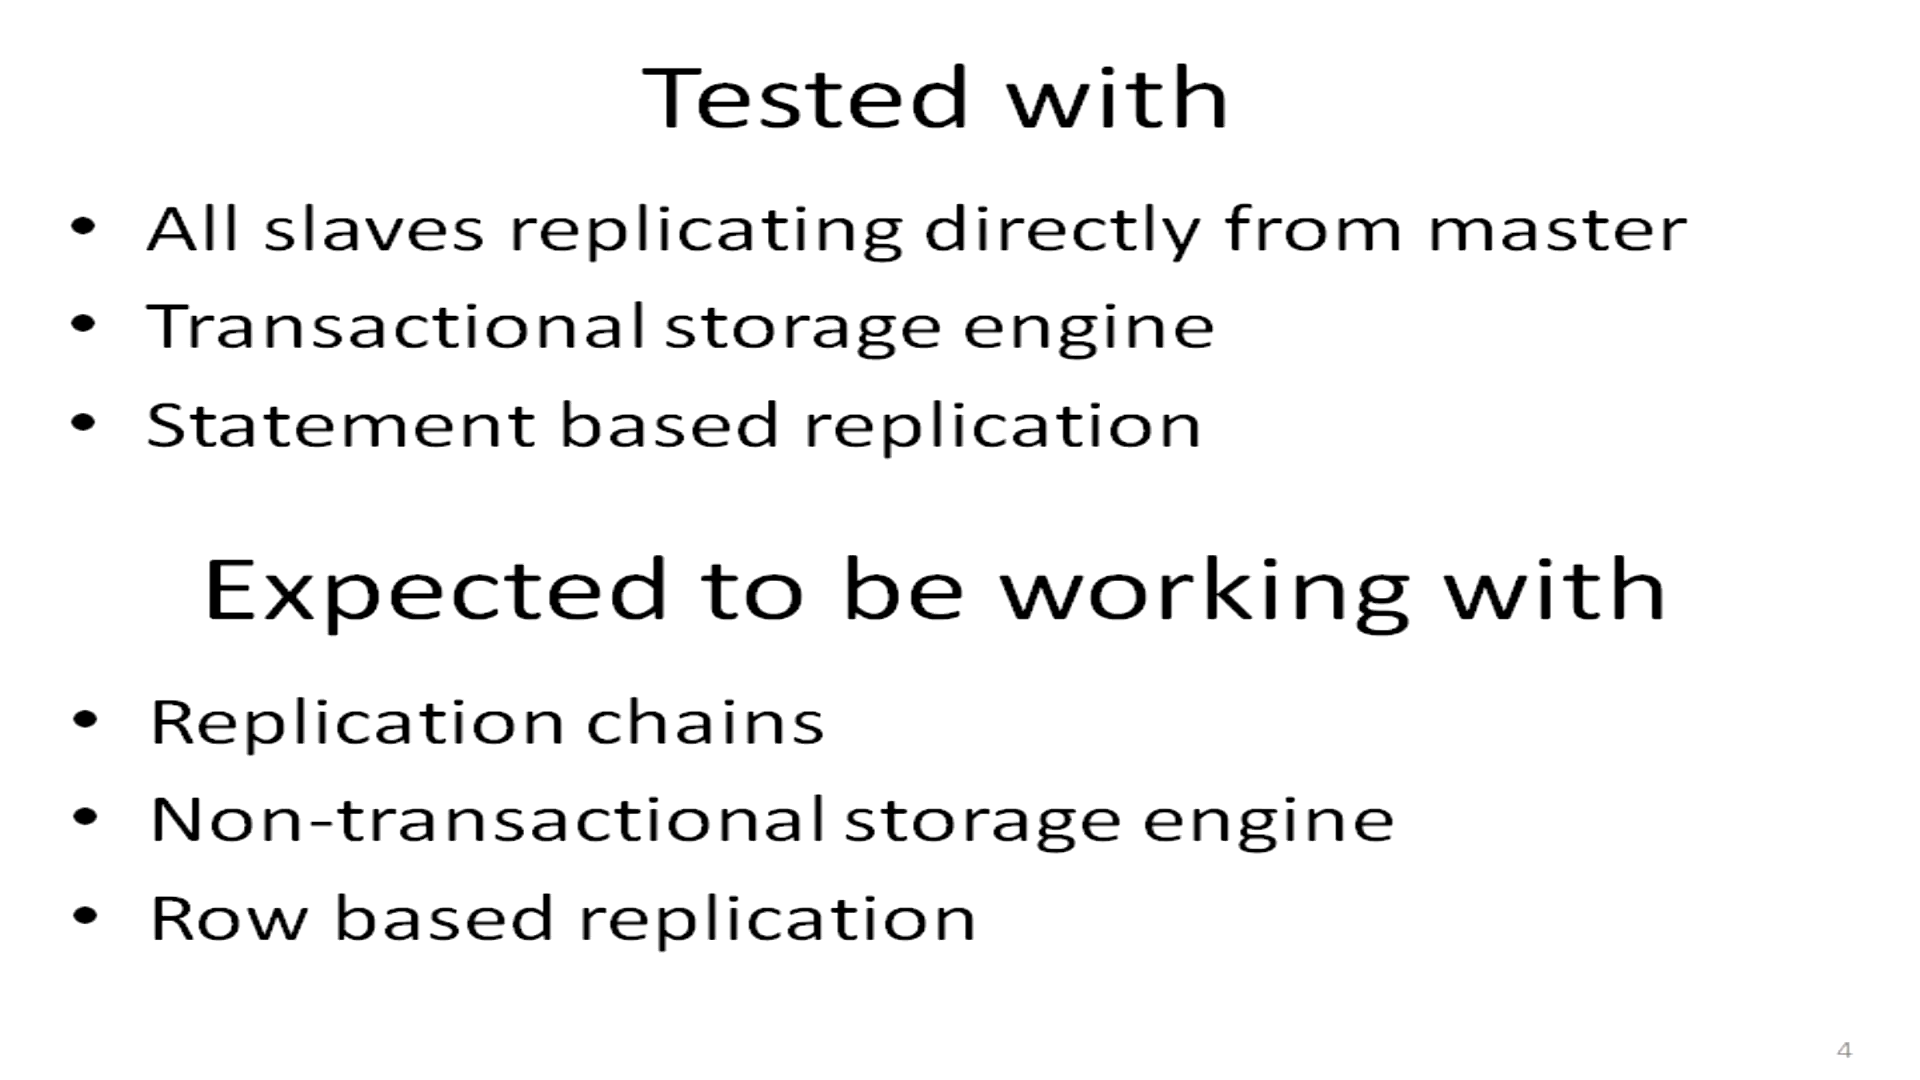 Tested with
• All slaves replicating directly from master
• Transactional storage engine
• Statement based replication
Expected to be working with
• Replication chains
• Non-transactional storage engine
• Row based replication
4